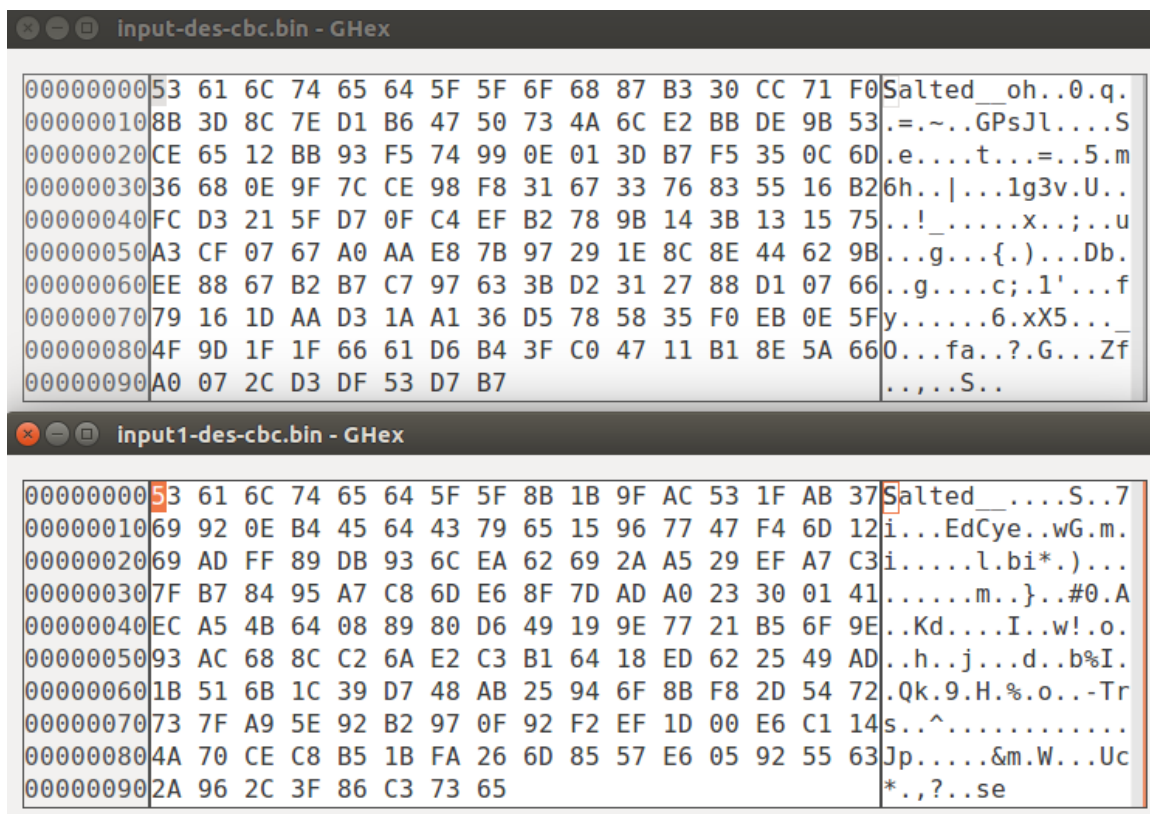 input-des-cbc.bin - GHex
00000000 53 61 6C 74 65 64 5F 5F 6F 68 87 B3 30 CC 71 F0 Salted__oh..0.q.
00000010 8B 3D 8C 7E D1 B6 47 50 73 4A 6C E2 BB DE 9B 53 .=.~..GPsJl....S
00000020 CE 65 12 BB 93 F5 74 99 0E 01 3D B7 F5 35 0C 6D .e....t...=..5.m
00000030 36 68 0E 9F 7C CE 98 F8 31 67 33 76 83 55 16 B2 6h..|...1g3v.U..
00000040 FC D3 21 5F D7 0F C4 EF B2 78 9B 14 3B 13 15 75 ..!_.....x..;..u
00000050 A3 CF 07 67 A0 AA E8 7B 97 29 1E 8C 8E 44 62 9B ...g...{.)...Db.
00000060 EE 88 67 B2 B7 C7 97 63 3B D2 31 27 88 D1 07 66 ..g....c;.1'...f
00000070 79 16 1D AA D3 1A A1 36 D5 78 58 35 F0 EB 0E 5F y......6.xX5..._
00000080 4F 9D 1F 1F 66 61 D6 B4 3F C0 47 11 B1 8E 5A 66 O...fa..?.G...Zf
00000090 A0 07 2C D3 DF 53 D7 B7 ..,..S..
input1-des-cbc.bin - GHex
00000000 53 61 6C 74 65 64 5F 5F 8B 1B 9F AC 53 1F AB 37 Salted__....S..7
00000010 69 92 0E B4 45 64 43 79 65 15 96 77 47 F4 6D 12 i...EdCye..wG.m.
00000020 69 AD FF 89 DB 93 6C EA 62 69 2A A5 29 EF A7 C3 i.....l.bi*.)...
00000030 7F B7 84 95 A7 C8 6D E6 8F 7D AD A0 23 30 01 41 ......m..}..#0.A
00000040 EC A5 4B 64 08 89 80 D6 49 19 9E 77 21 B5 6F 9E ..Kd....I..w!.o.
00000050 93 AC 68 8C C2 6A E2 C3 B1 64 18 ED 62 25 49 AD ..h..j...d..b%I.
00000060 1B 51 6B 1C 39 D7 48 AB 25 94 6F 8B F8 2D 54 72 .Qk.9.H.%.o..-Tr
00000070 73 7F A9 5E 92 B2 97 0F 92 F2 EF 1D 00 E6 C1 14 s..^............
00000080 4A 70 CE C8 B5 1B FA 26 6D 85 57 E6 05 92 55 63 Jp.....&m.W...Uc
00000090 2A 96 2C 3F 86 C3 73 65 *.,?..se